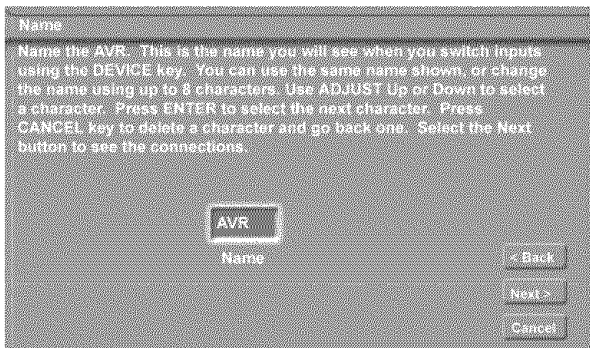 Name
Name the AVR.  This is the name you will see when you switch inputs
using the DEVICE key.  You can use the same name shown, or change
the name using up to 8 characters. Use ADJUST Up or Down to select
a character.  Press ENTER to select the next character.  Press
CANCEL key to delete a character and go back one.  Select the Next
button to see the connections.
AVR
Name
< Back
Next >
Cancel